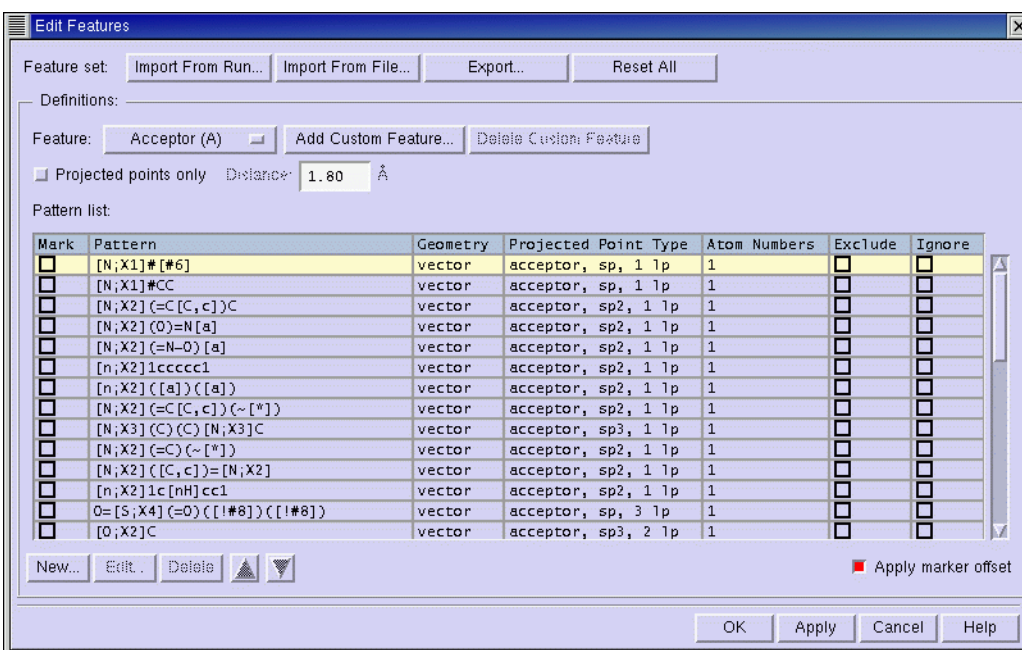 Edit Features
Feature set: Import From Run... Import From File... Export... Reset All
Definitions:
Feature: Acceptor (A) Add Custom Feature... Delete Custom Feature
Projected points only Distance: 1.80 Å
Pattern list:
Mark Pattern Geometry Projected Point Type Atom Numbers Exclude Ignore
[N;X1]#[#6] vector acceptor, sp, 1 lp 1
[N;X1]#CC vector acceptor, sp, 1 lp 1
[N;X2](=C[C,c])C vector acceptor, sp2, 1 lp 1
[N;X2](O)=N[a] vector acceptor, sp2, 1 lp 1
[N;X2](=N-O)[a] vector acceptor, sp2, 1 lp 1
[n;X2]1ccccc1 vector acceptor, sp2, 1 lp 1
[n;X2]([a])([a]) vector acceptor, sp2, 1 lp 1
[N;X2](=C[C,c])(~[*]) vector acceptor, sp2, 1 lp 1
[N;X3](C)(C)[N;X3]C vector acceptor, sp3, 1 lp 1
[N;X2](=C)(~[*]) vector acceptor, sp2, 1 lp 1
[N;X2]([C,c])=[N;X2] vector acceptor, sp2, 1 lp 1
[n;X2]1c[nH]cc1 vector acceptor, sp2, 1 lp 1
O=[S;X4](=O)([!#8])([!#8]) vector acceptor, sp, 3 lp 1
[O;X2]C vector acceptor, sp3, 2 lp 1
New... Edit... Delete Apply marker offset
OK Apply Cancel Help